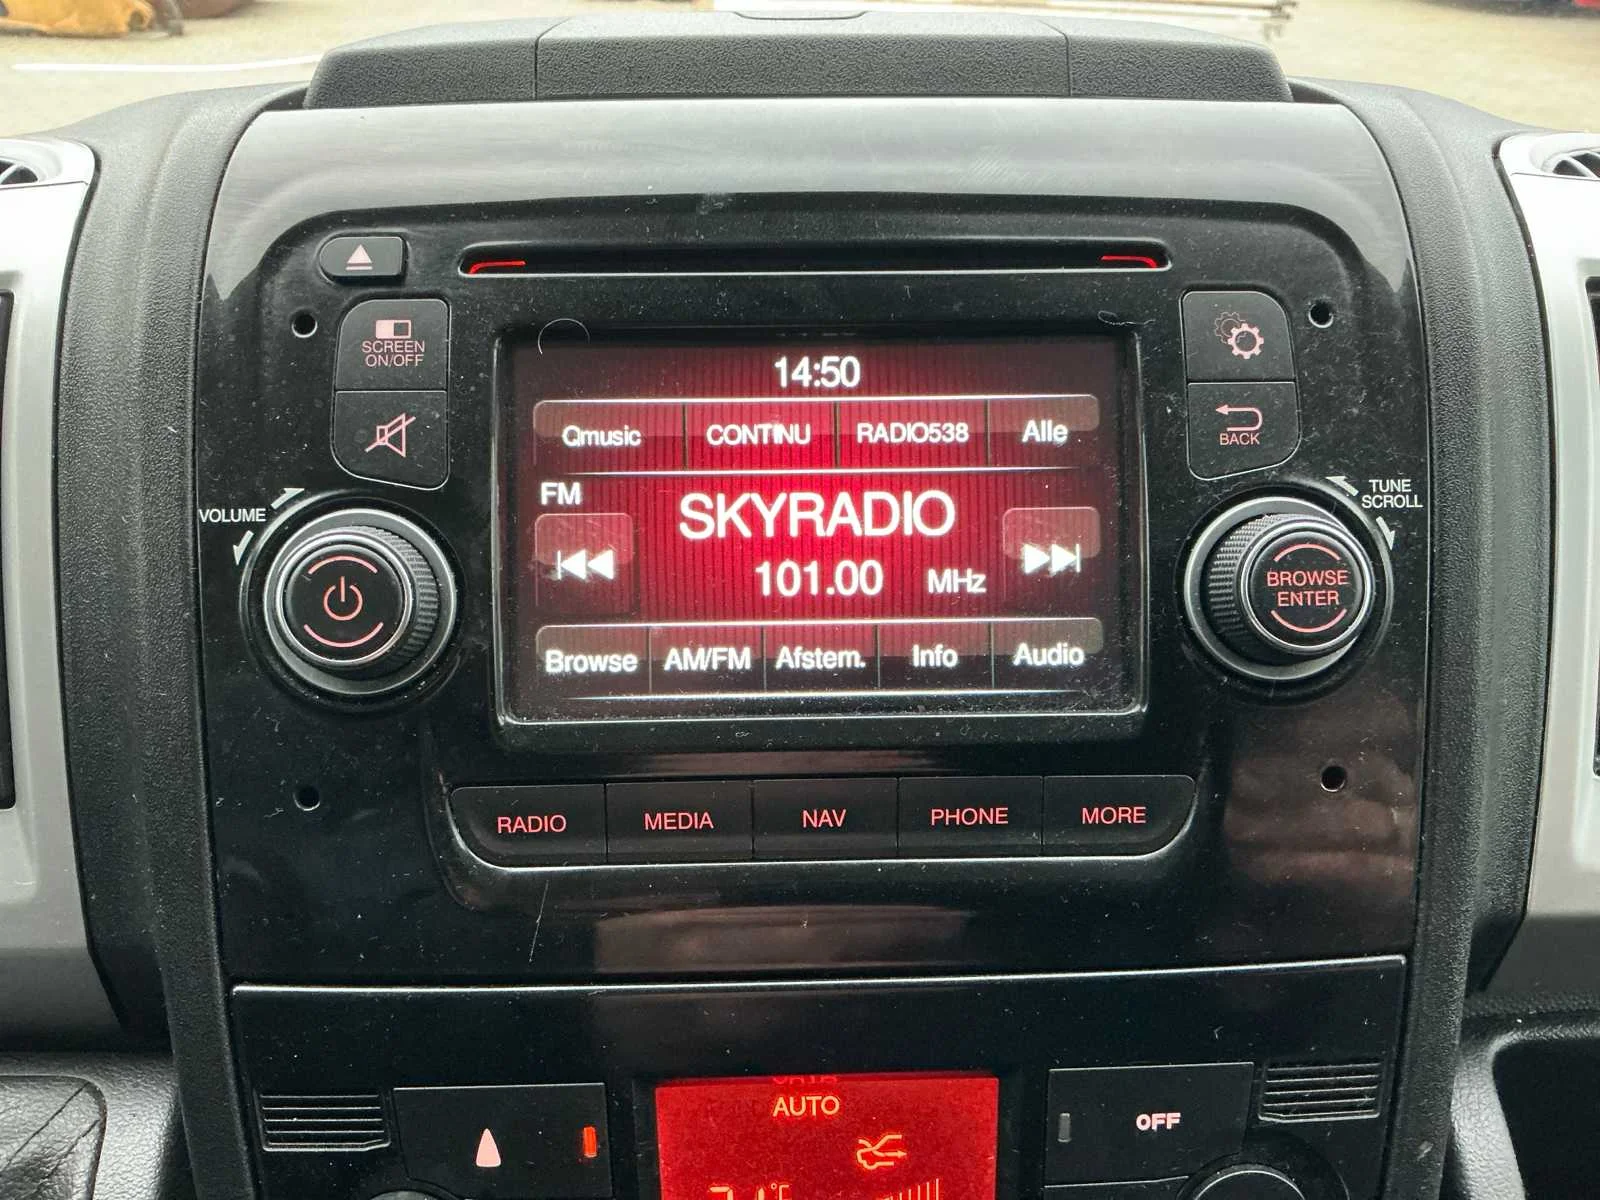 SCREEN
ON/OFF
14:50
Qmusic CONTINU RADIO538 Alle
BACK
FM
SKYRADIO
101.00 MHz
VOLUME
TUNE
SCROLL
BROWSE
ENTER
Browse AM/FM Afstem. Info Audio
RADIO MEDIA NAV PHONE MORE
AUTO
OFF